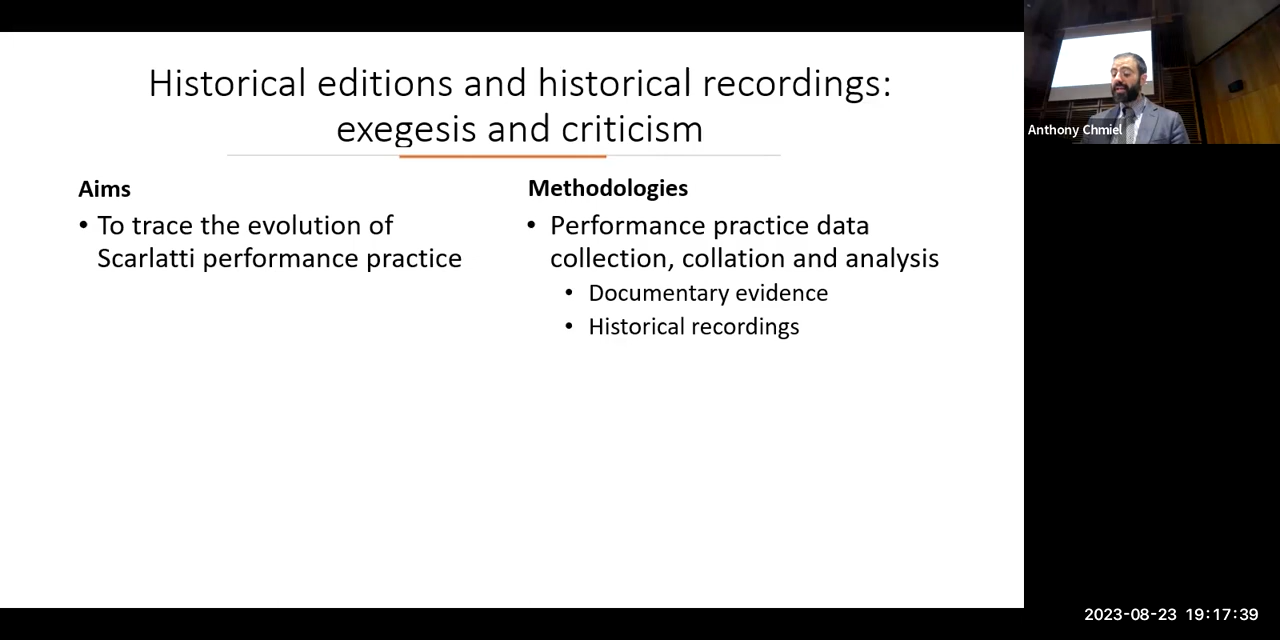 Historical editions and historical recordings:
exegesis and criticism
Aims
• To trace the evolution of
Scarlatti performance practice
Methodologies
• Performance practice data
collection, collation and analysis
• Documentary evidence
• Historical recordings
Anthony Chmiel
2023-08-23 19:17:39